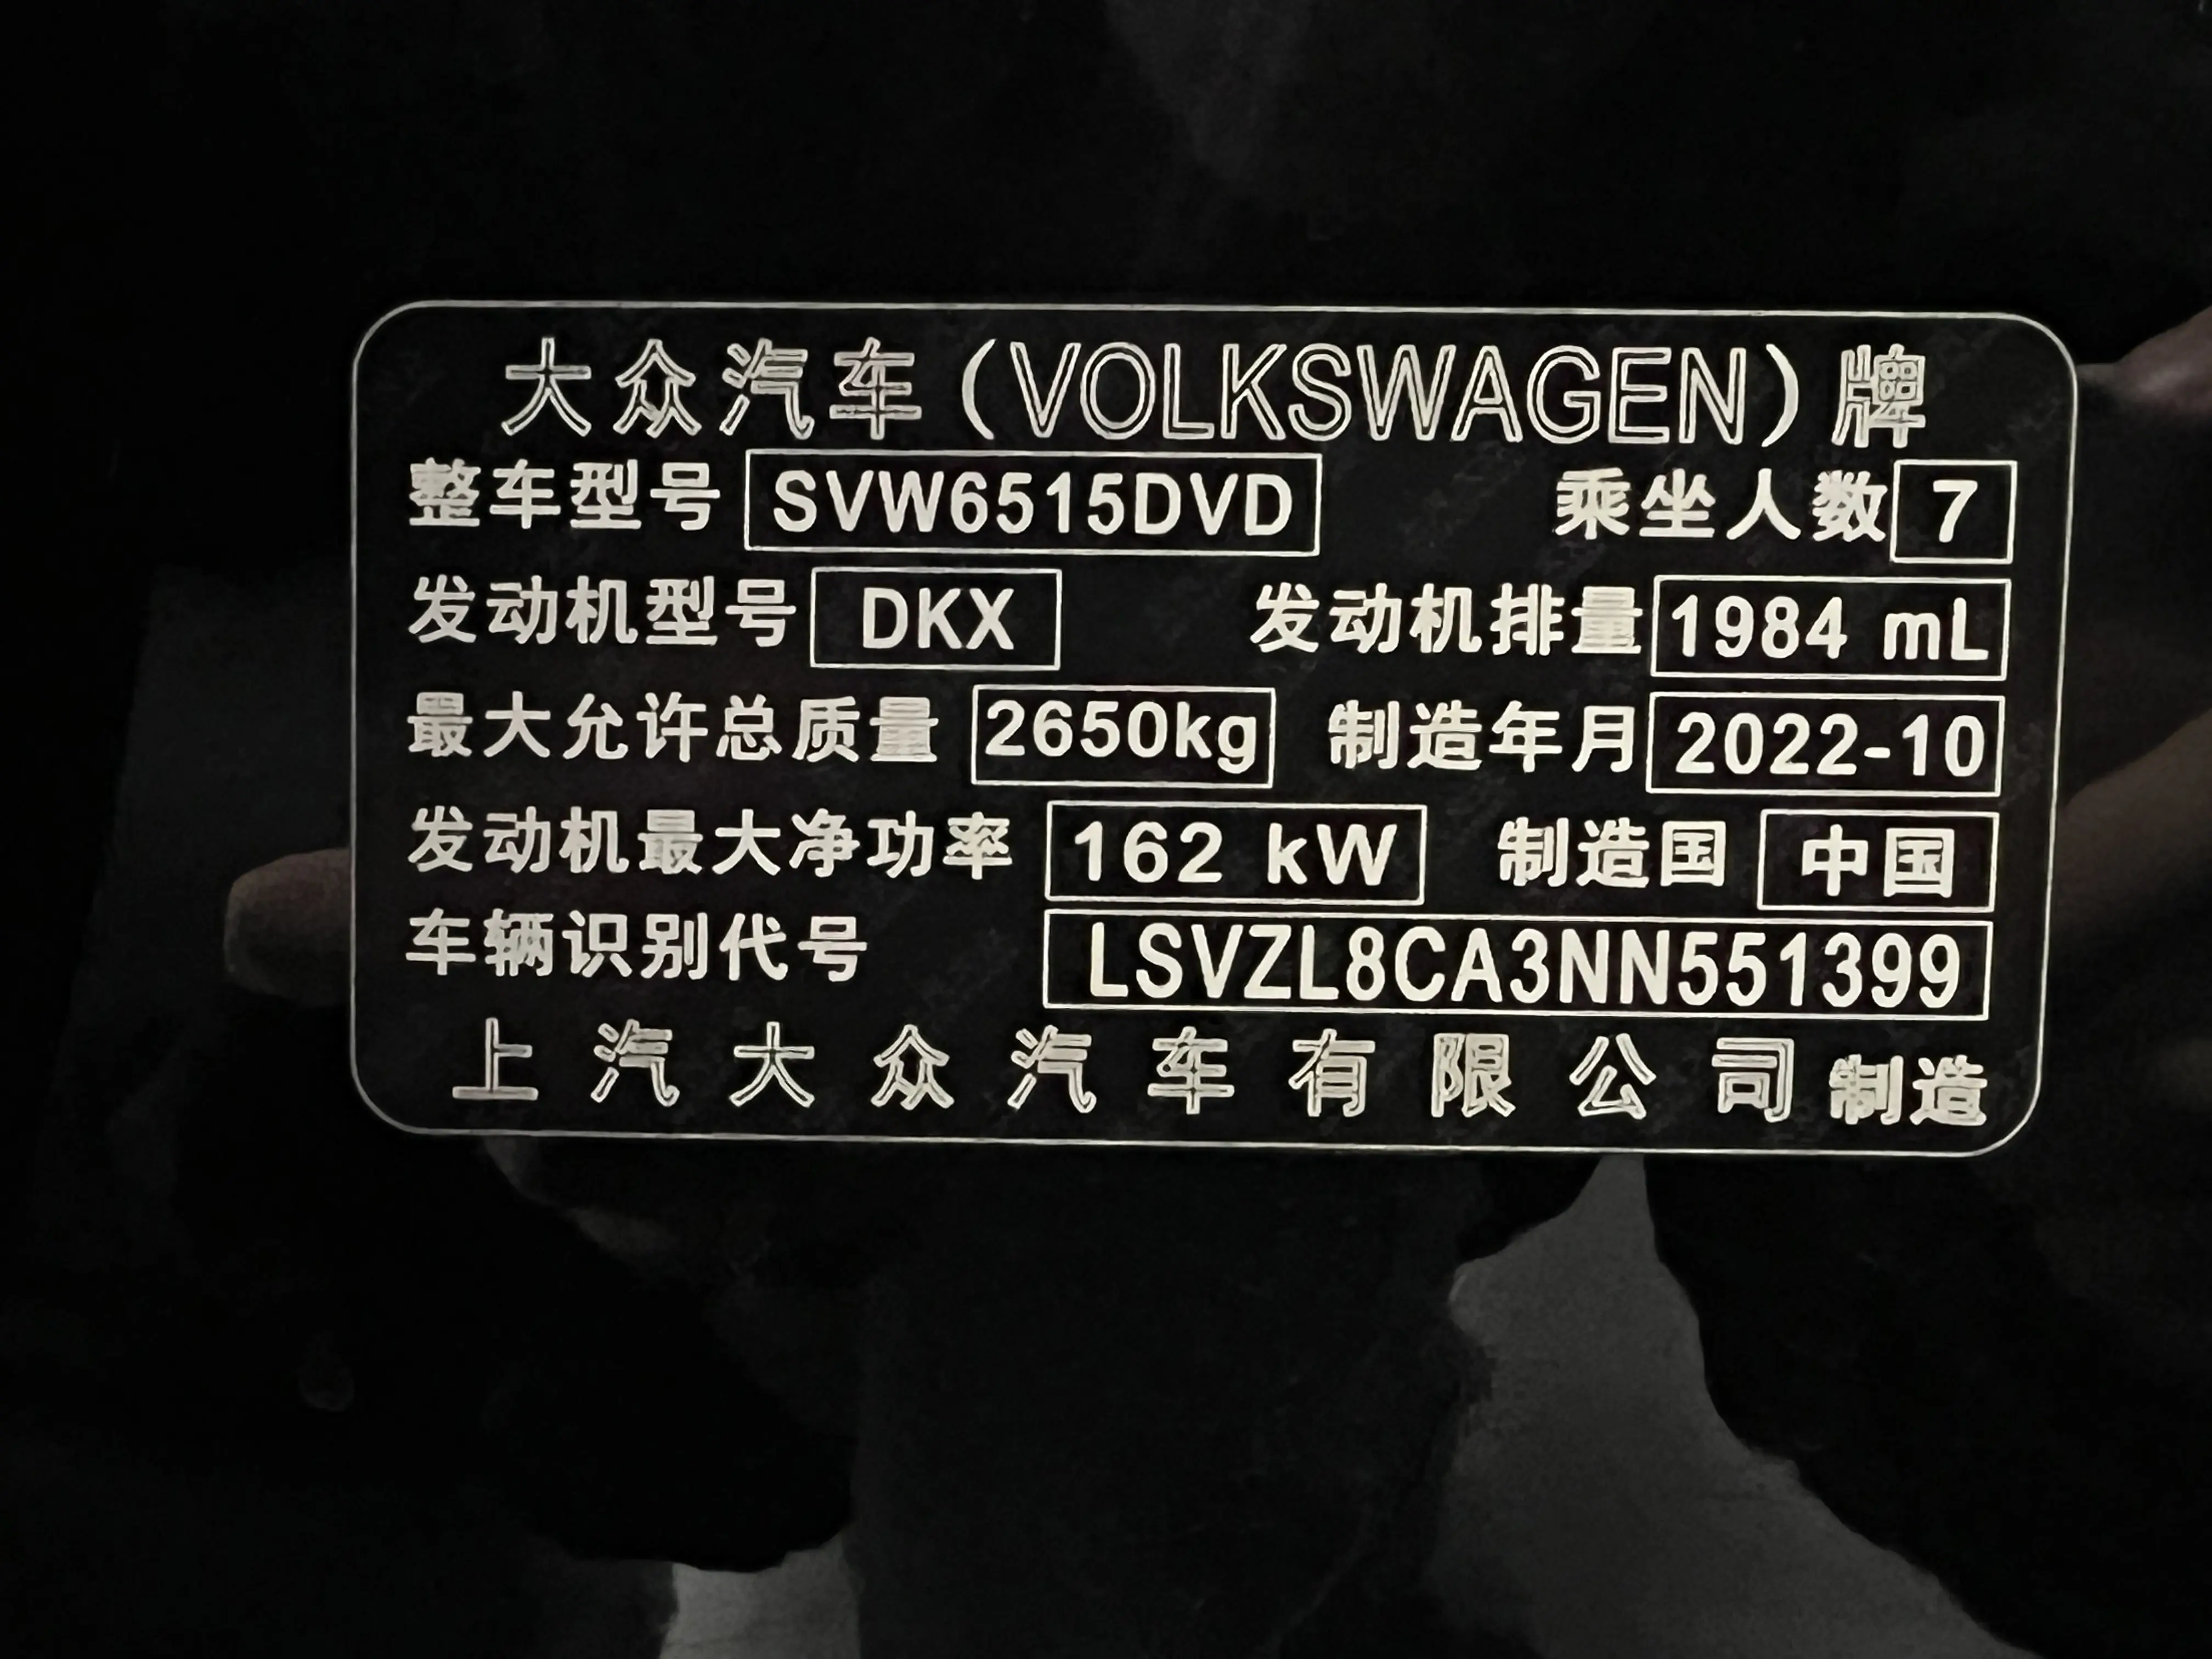 大众汽车(VOLKSWAGEN)牌
整车型号 SVW6515DVD 乘坐人数 7
发动机型号 DKX 发动机排量 1984 mL
最大允许总质量 2650kg 制造年月 2022-10
发动机最大净功率 162 kW 制造国 中国
车辆识别代号 LSVZL8CA3NN551399
上汽大众汽车有限公司 制造